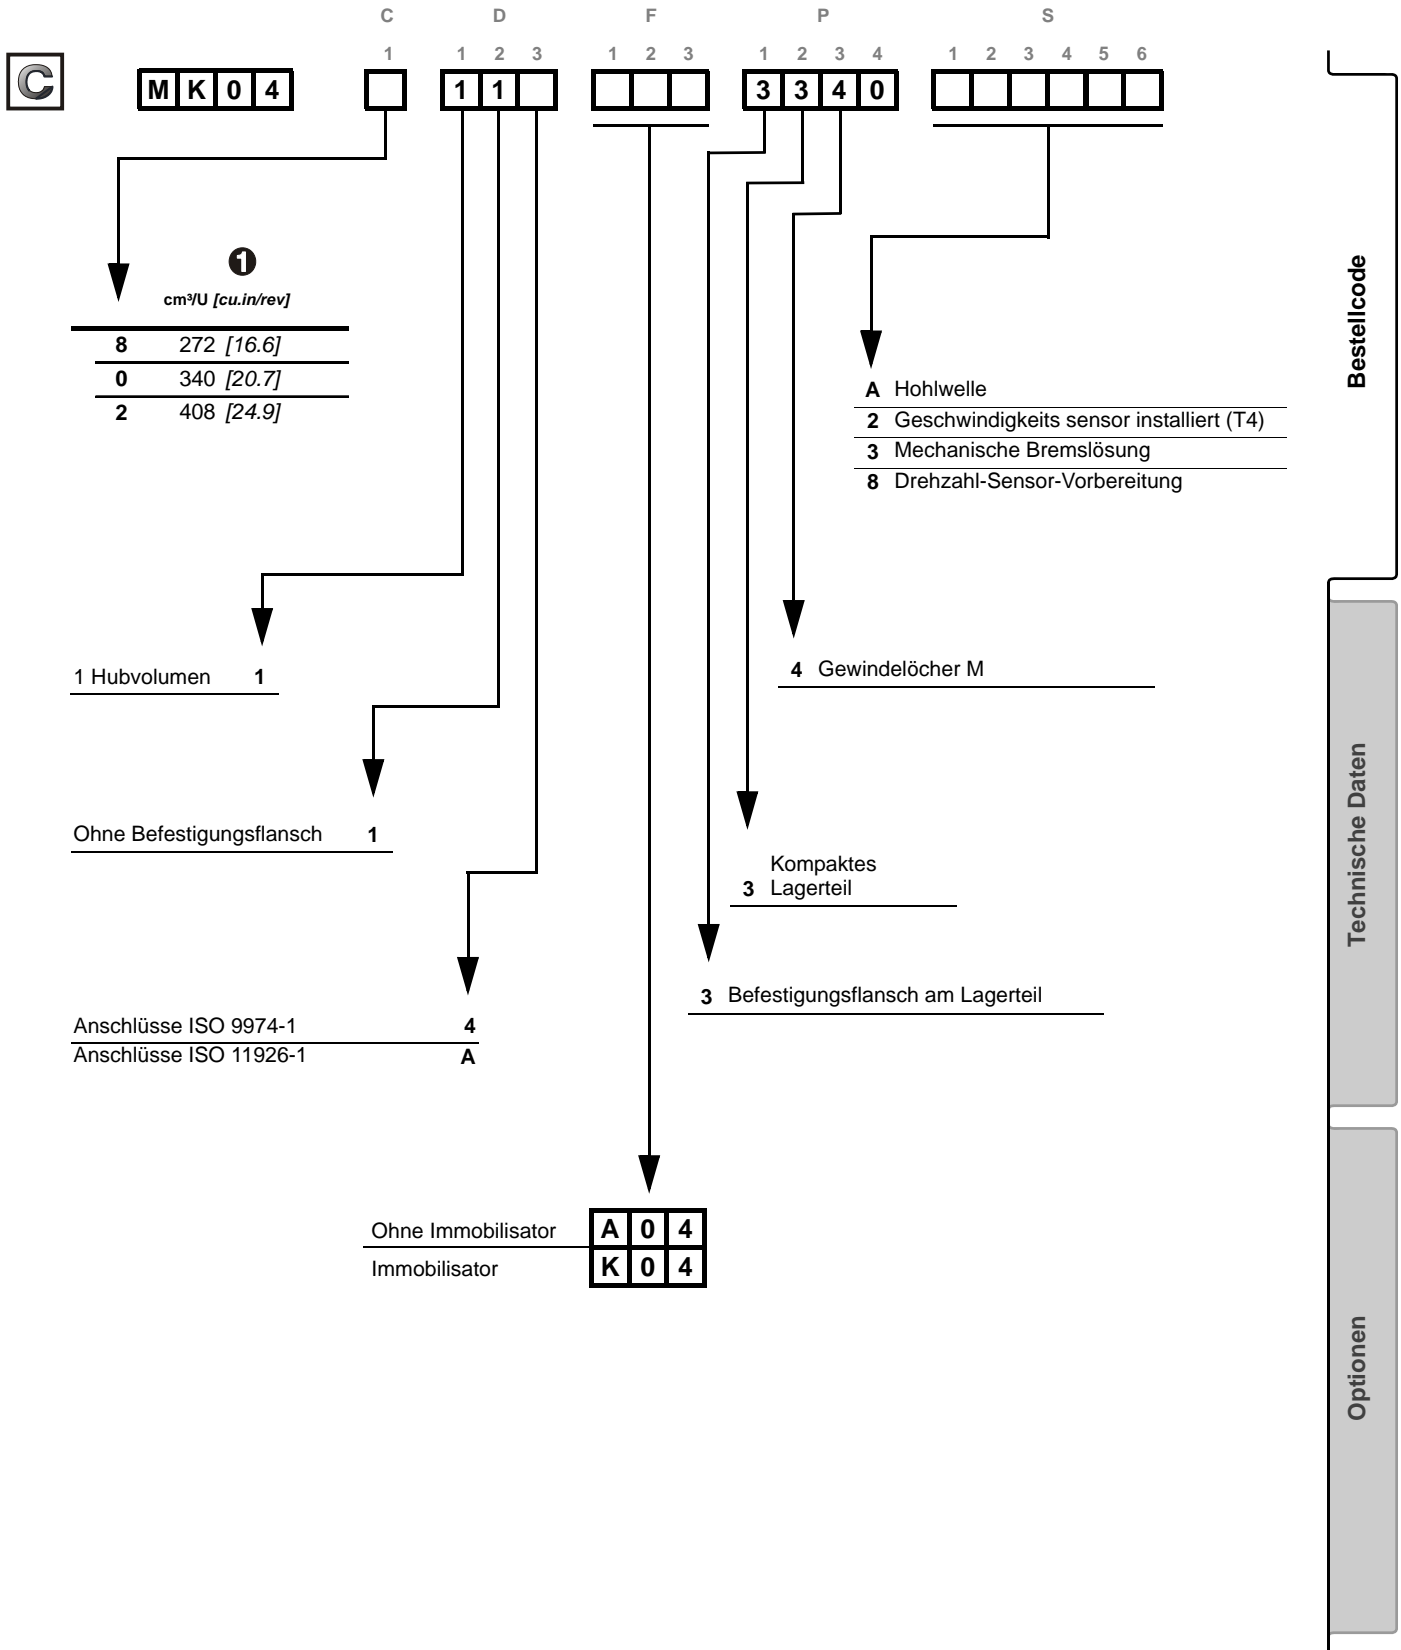 C D F P S
1 1 2 3 1 2 3 1 2 3 4 1 2 3 4 5 6
C M K 0 4 1 1 3 3 4 0
1
cm³/U [cu.in/rev]
8 272 [16.6]
0 340 [20.7]
2 408 [24.9]
A Hohlwelle
2 Geschwindigkeits sensor installiert (T4)
3 Mechanische Bremslösung
8 Drehzahl-Sensor-Vorbereitung
1 Hubvolumen 1
4 Gewindelöcher M
Ohne Befestigungsflansch 1
Kompaktes
3 Lagerteil
3 Befestigungsflansch am Lagerteil
Anschlüsse ISO 9974-1 4
Anschlüsse ISO 11926-1 A
Ohne Immobilisator A 0 4
Immobilisator K 0 4
Bestellcode
Technische Daten
Optionen